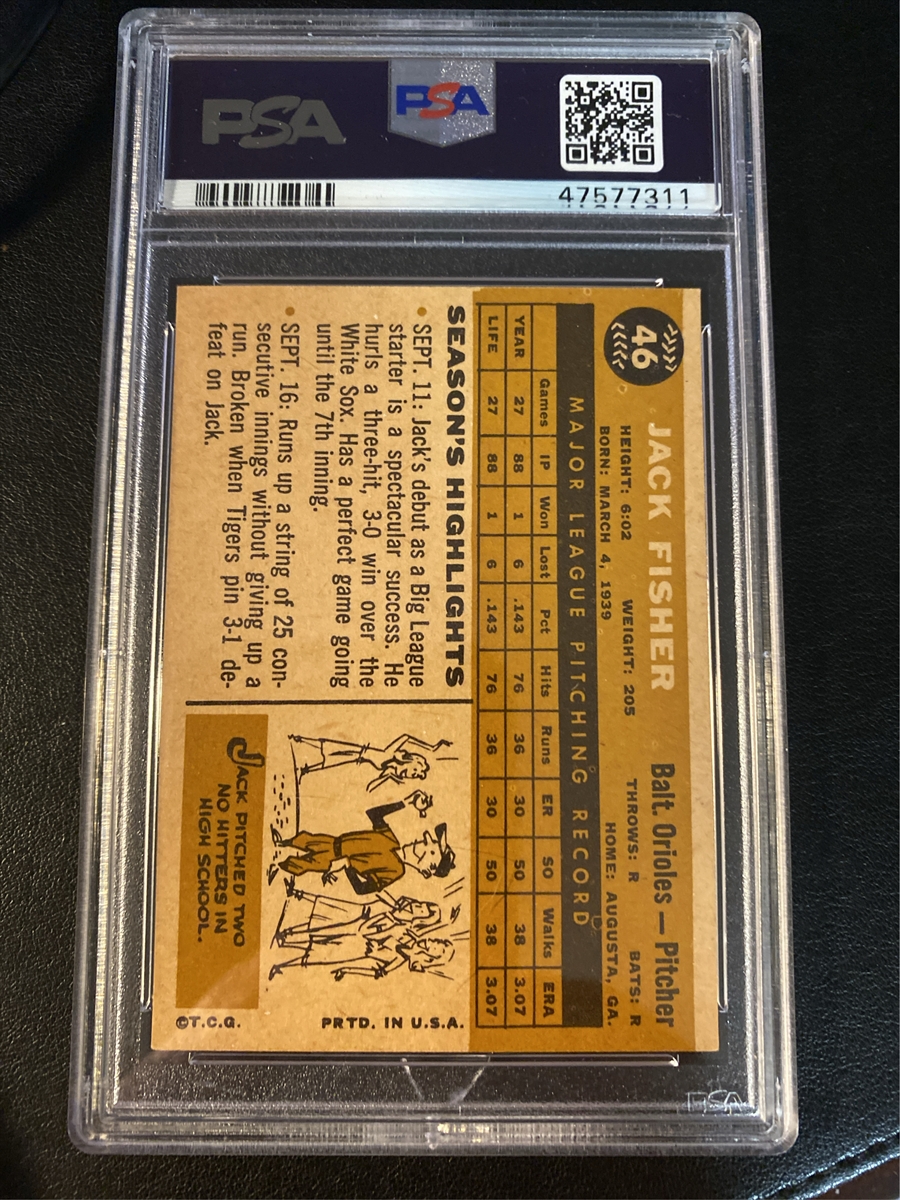 PSA
PSA
47577311
46
JACK FISHER
Balt. Orioles — Pitcher
HEIGHT: 6:02 WEIGHT: 205 THROWS: R BATS: R
BORN: MARCH 4, 1939 HOME: AUGUSTA, GA.
MAJOR LEAGUE PITCHING RECORD
Games IP Won Lost Pct Hits Runs ER SO Walks ERA
YEAR 27 88 1 6 .143 76 36 30 50 38 3.07
LIFE 27 88 1 6 .143 76 36 30 50 38 3.07
SEASON'S HIGHLIGHTS
• SEPT. 11: Jack's debut as a Big League
starter is a spectacular success. He
hurls a three-hit, 3-0 win over the
White Sox. Has a perfect game going
until the 7th inning.
• SEPT. 16: Runs up a string of 25 con-
secutive innings without giving up a
run. Broken when Tigers pin 3-1 de-
feat on Jack.
JACK PITCHED TWO
NO HITTERS IN
HIGH SCHOOL.
PRTD. IN U.S.A.
©T.C.G.
PSA